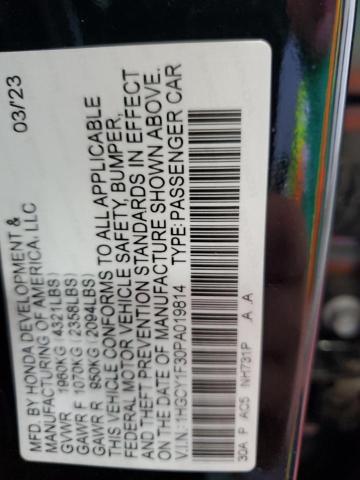 MFD. BY HONDA DEVELOPMENT & 03/'23
MANUFACTURING OF AMERICA, LLC
GVWR 1960KG (4321LBS)
GAWR F 1070KG (2358LBS)
GAWR R 950KG (2094LBS)
THIS VEHICLE CONFORMS TO ALL APPLICABLE
FEDERAL MOTOR VEHICLE SAFETY, BUMPER,
AND THEFT PREVENTION STANDARDS IN EFFECT
ON THE DATE OF MANUFACTURE SHOWN ABOVE.
V.I.N.:1HGCY1F30PA019814 TYPE:PASSENGER CAR
30A P AC5 NH731P A A